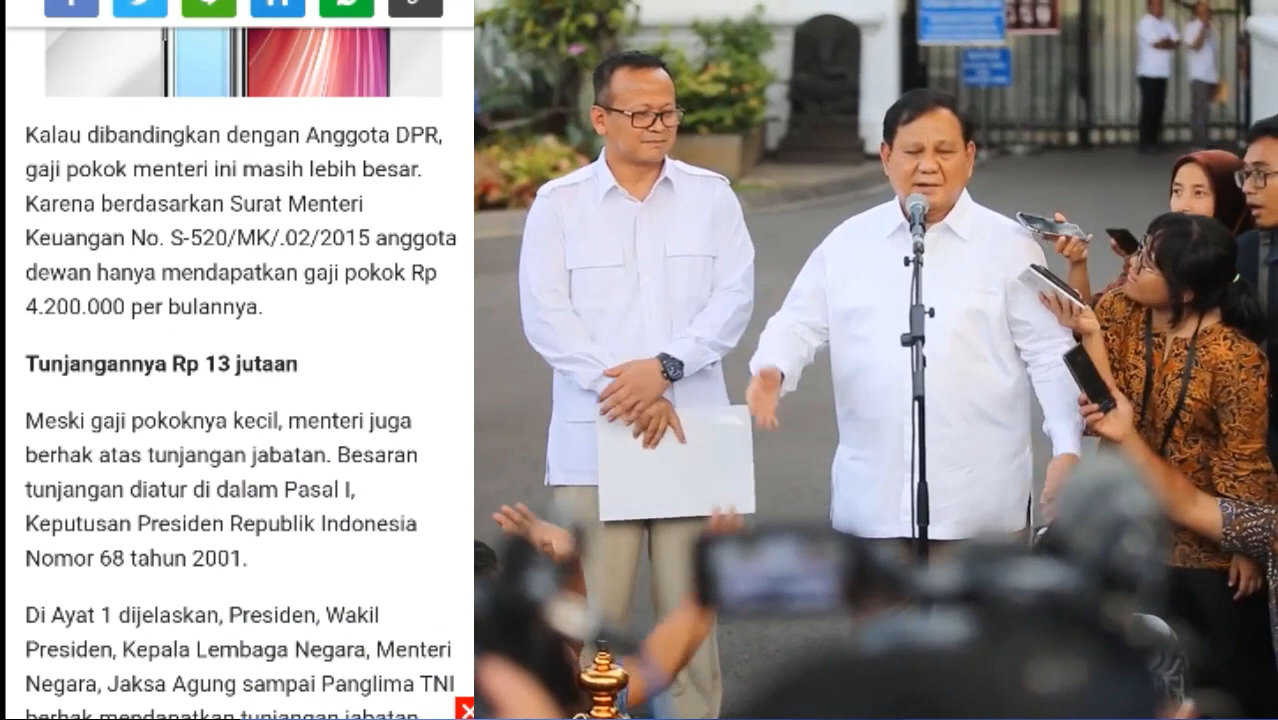 Kalau dibandingkan dengan Anggota DPR,
gaji pokok menteri ini masih lebih besar.
Karena berdasarkan Surat Menteri
Keuangan No. S-520/MK/.02/2015 anggota
dewan hanya mendapatkan gaji pokok Rp
4.200.000 per bulannya.
Tunjangannya Rp 13 jutaan
Meski gaji pokoknya kecil, menteri juga
berhak atas tunjangan jabatan. Besaran
tunjangan diatur di dalam Pasal I,
Keputusan Presiden Republik Indonesia
Nomor 68 tahun 2001.
Di Ayat 1 dijelaskan, Presiden, Wakil
Presiden, Kepala Lembaga Negara, Menteri
Negara, Jaksa Agung sampai Panglima TNI
berhak mendapatkan tunjangan jabatan